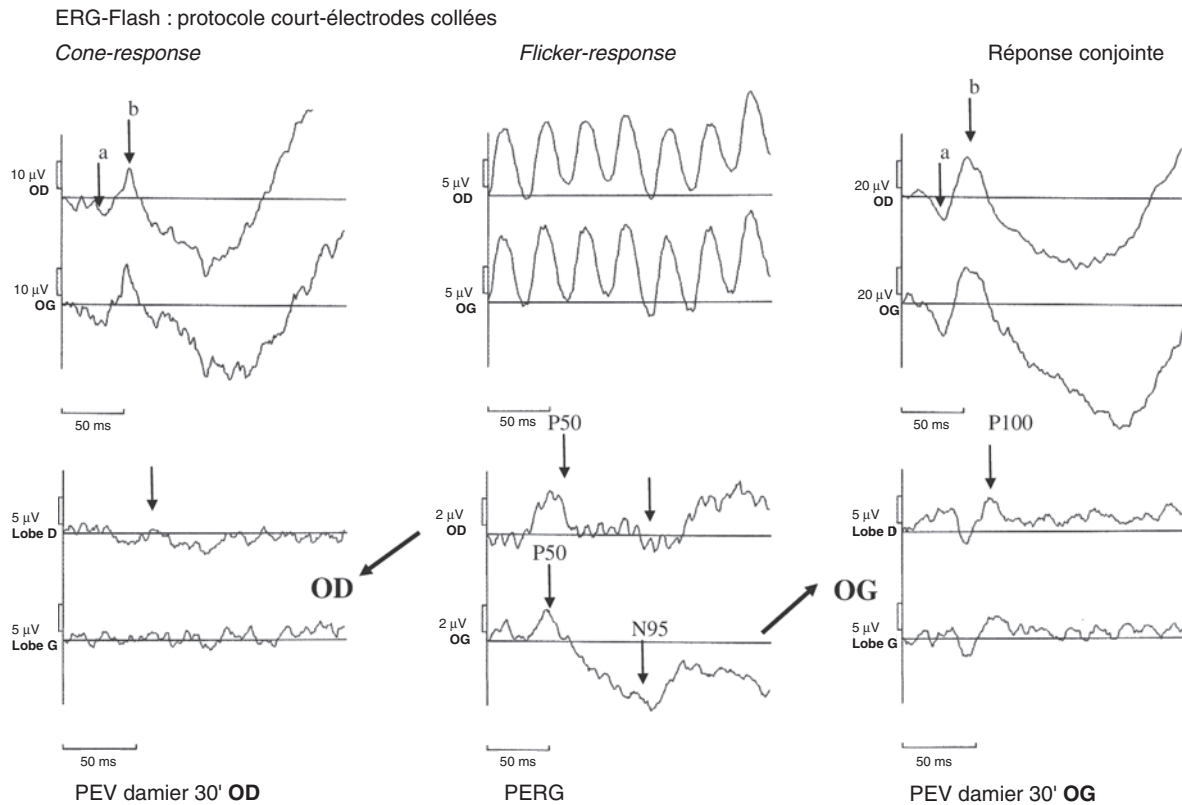 ERG-Flash : protocole court-électrodes collées
Cone-response
Flicker-response
Réponse conjointe
a
b
10 µV
OD
10 µV
OG
50 ms
5 µV
OD
5 µV
OG
50 ms
a
b
20 µV
OD
20 µV
OG
50 ms
5 µV
Lobe D
OD
5 µV
Lobe G
50 ms
PEV damier 30' OD
P50
2 µV
OD
P50
2 µV
OG
N95
50 ms
PERG
P100
5 µV
Lobe D
OG
5 µV
Lobe G
50 ms
PEV damier 30' OG